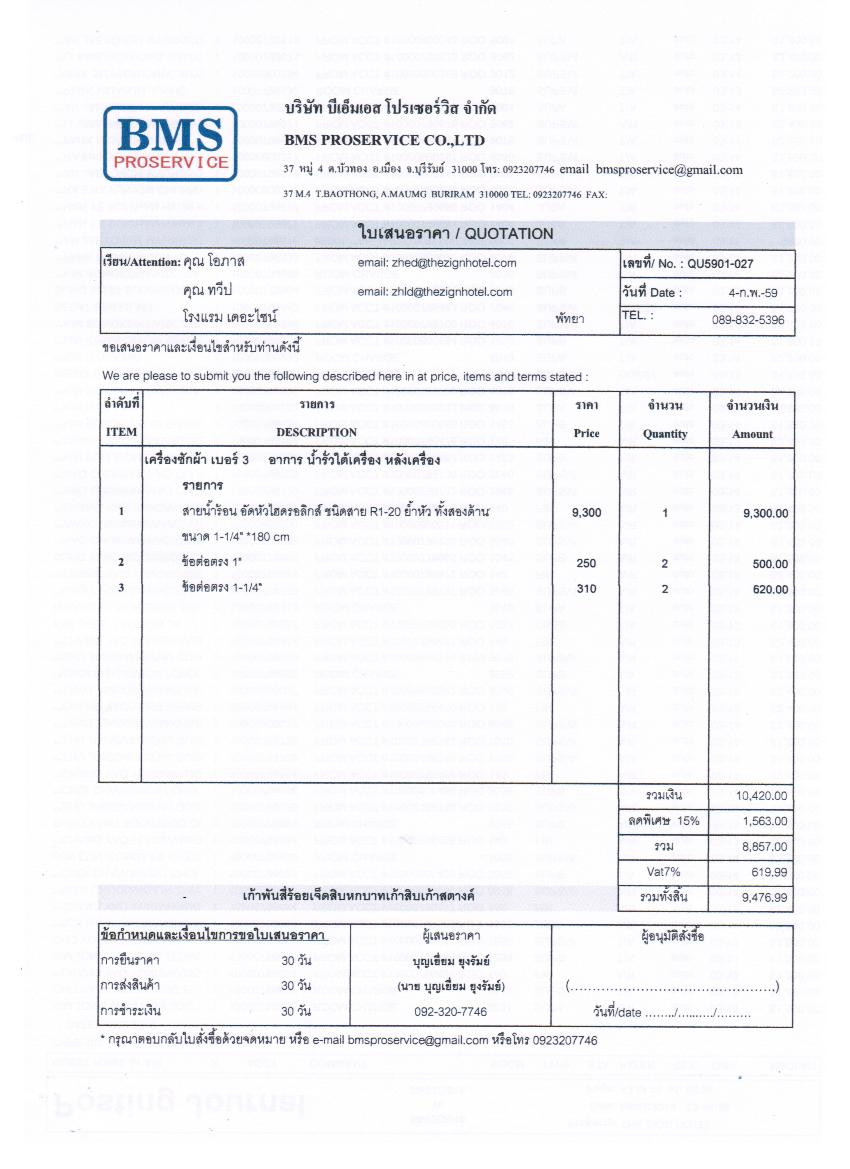 BMS
PROSERVICE
บริษัท บีเอ็มเอส โปรเซอร์วิส จำกัด
BMS PROSERVICE CO.,LTD
37 หมู่ 4 ต.บัวทอง อ.เมือง จ.บุรีรัมย์ 31000 โทร: 0923207746 email bmsproservice@gmail.com
37 M.4 T.BAOTHONG, A.MAUMG BURIRAM 310000 TEL: 0923207746 FAX:
ใบเสนอราคา / QUOTATION
เรียน/Attention: คุณ โอภาส email: zhed@thezignhotel.com เลขที่/ No. : QU5901-027
คุณ ทวีป email: zhld@thezignhotel.com วันที่ Date : 4-ก.พ.-59
โรงแรม เดอะไซน์ พัทยา TEL. : 089-832-5396
ขอเสนอราคาและเงื่อนไขสำหรับท่านดังนี้
We are please to submit you the following described here in at price, items and terms stated :
ลำดับที่ รายการ ราคา จำนวน จำนวนเงิน
ITEM DESCRIPTION Price Quantity Amount
เครื่องซักผ้า เบอร์ 3 อาการ น้ำรั่วใต้เครื่อง หลังเครื่อง
รายการ
1 สายน้ำร้อน อัดหัวไฮดรอลิกส์ ชนิดสาย R1-20 ย้ำหัว ทั้งสองด้าน 9,300 1 9,300.00
ขนาด 1-1/4" *180 cm
2 ข้อต่อตรง 1" 250 2 500.00
3 ข้อต่อตรง 1-1/4" 310 2 620.00
รวมเงิน 10,420.00
ลดพิเศษ 15% 1,563.00
รวม 8,857.00
Vat7% 619.99
- เก้าพันสี่ร้อยเจ็ดสิบหกบาทเก้าสิบเก้าสตางค์ รวมทั้งสิ้น 9,476.99
ข้อกำหนดและเงื่อนไขการขอใบเสนอราคา ผู้เสนอราคา ผู้อนุมัติสั่งซื้อ
การยืนราคา 30 วัน บุญเยี่ยม ยุงรัมย์
การส่งสินค้า 30 วัน (นาย บุญเยี่ยม ยุงรัมย์) (................................................)
การชำระเงิน 30 วัน 092-320-7746 วันที่/date ......../........./.........
* กรุณาตอบกลับใบสั่งซื้อด้วยจดหมาย หรือ e-mail bmsproservice@gmail.com หรือโทร 0923207746